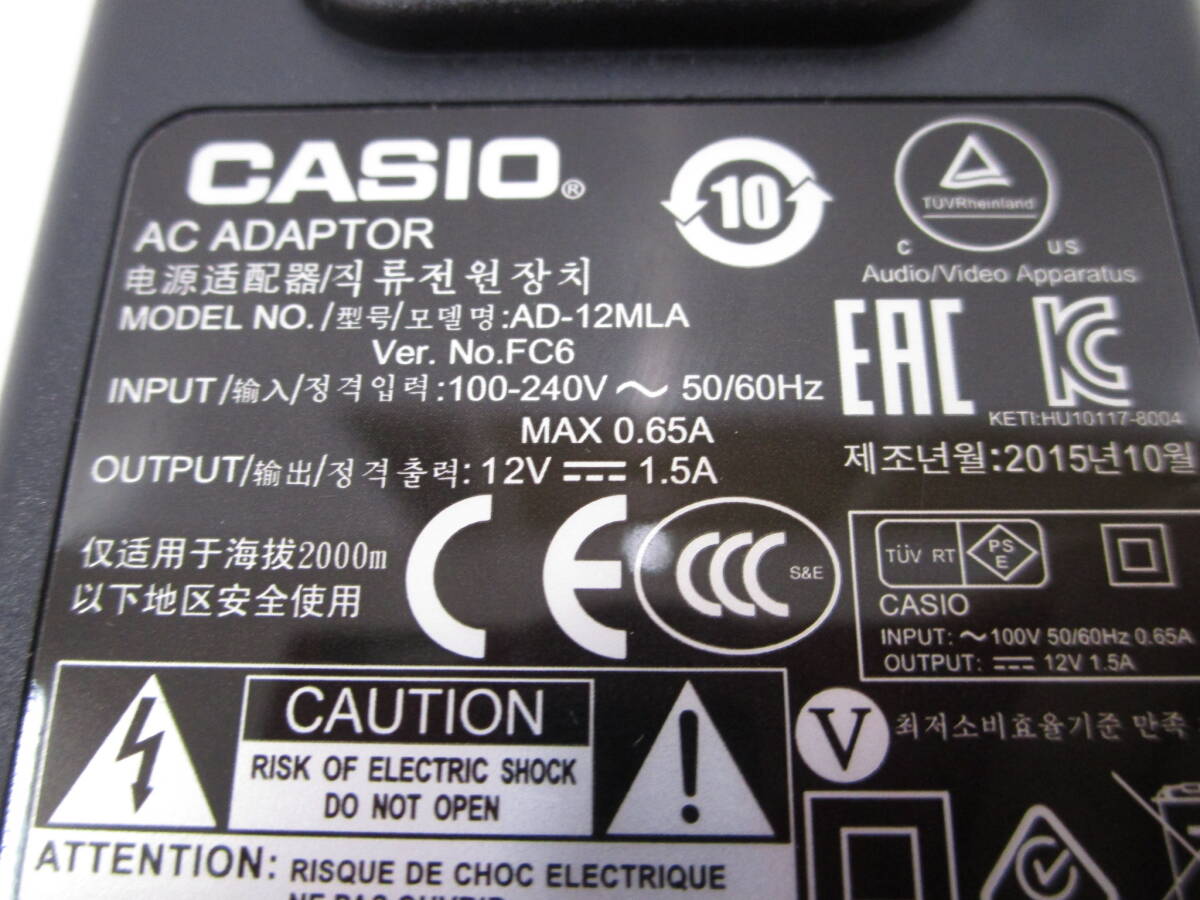 CASIO®
AC ADAPTOR
电源适配器/직류전원장치
MODEL NO./型号/모델명:AD-12MLA
Ver. No.FC6
INPUT/输入/정격입력:100-240V ~ 50/60Hz
MAX 0.65A
OUTPUT/输出/정격출력: 12V ⎓ 1.5A
10
TÜVRheinland
C US
Audio/Video Apparatus
EAC KC
KETI:HU10117-8004
제조년월:2015년10월
仅适用于海拔2000m
以下地区安全使用
CE
CCC S&E
TÜV RT PS E
CASIO
INPUT: ~100V 50/60Hz 0.65A
OUTPUT: ⎓ 12V 1.5A
V 최저소비효율기준 만족
CAUTION
RISK OF ELECTRIC SHOCK
DO NOT OPEN
ATTENTION: RISQUE DE CHOC ELECTRIQUE
NE PAS OUVRIR